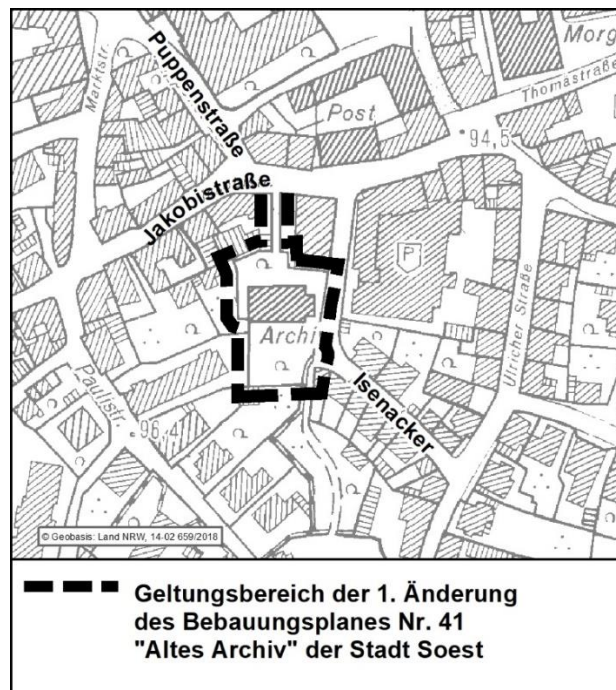 Marktstr.
Puppenstraße
Post
Morg
Thomästraße
94,5
Jakobistraße
P
Archi
Ulricher Straße
Isenacker
Paulistr.
96,4
© Geobasis: Land NRW, 14-02 659/2018
Geltungsbereich der 1. Änderung
des Bebauungsplanes Nr. 41
"Altes Archiv" der Stadt Soest